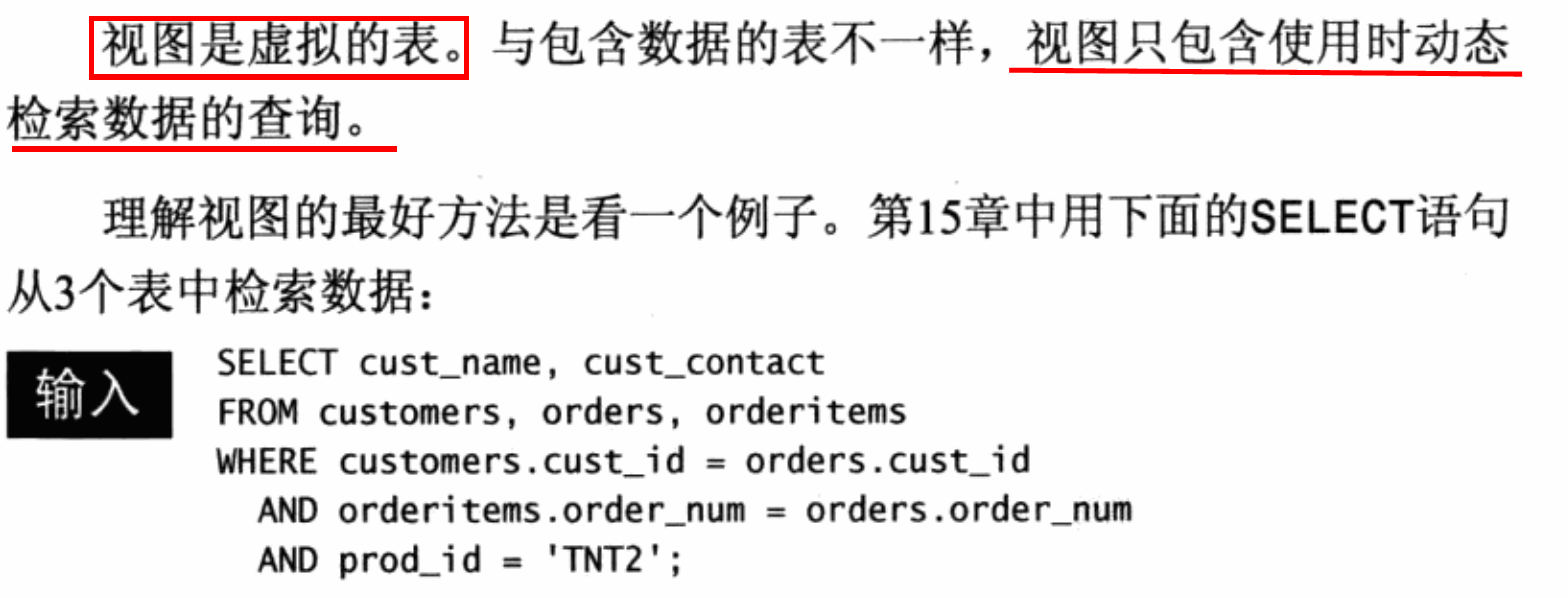 视图是虚拟的表。与包含数据的表不一样，视图只包含使用时动态
检索数据的查询。
理解视图的最好方法是看一个例子。第15章中用下面的SELECT语句
从3个表中检索数据：
输入
SELECT cust_name, cust_contact
FROM customers, orders, orderitems
WHERE customers.cust_id = orders.cust_id
AND orderitems.order_num = orders.order_num
AND prod_id = 'TNT2';